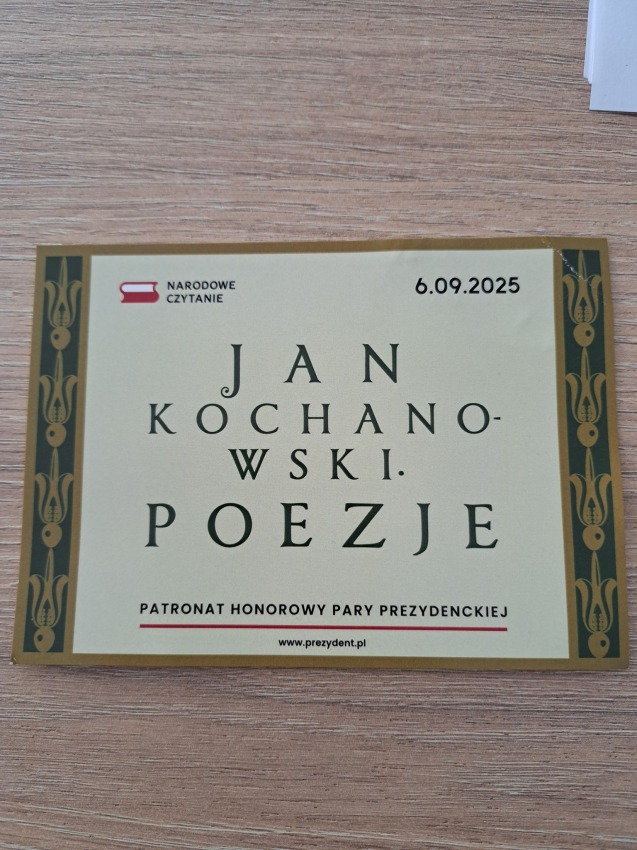 NARODOWE
CZYTANIE
6.09.2025
JAN
KOCHANO-
WSKI.
POEZJE
PATRONAT HONOROWY PARY PREZYDENCKIEJ
www.prezydent.pl